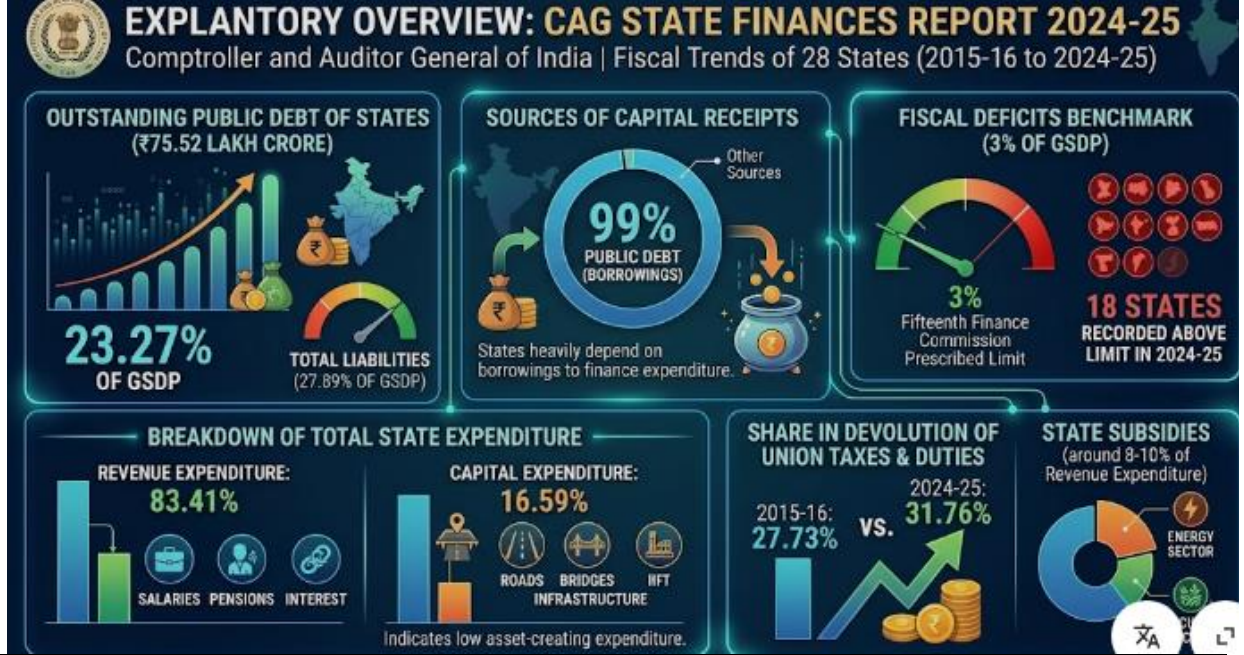 EXPLANTORY OVERVIEW: CAG STATE FINANCES REPORT 2024-25
Comptroller and Auditor General of India | Fiscal Trends of 28 States (2015-16 to 2024-25)
OUTSTANDING PUBLIC DEBT OF STATES
(₹75.52 LAKH CRORE)
23.27%
OF GSDP
TOTAL LIABILITIES
(27.89% OF GSDP)
SOURCES OF CAPITAL RECEIPTS
Other
Sources
99%
PUBLIC DEBT
(BORROWINGS)
States heavily depend on
borrowings to finance expenditure.
FISCAL DEFICITS BENCHMARK
(3% OF GSDP)
3%
Fifteenth Finance
Commission
Prescribed Limit
18 STATES
RECORDED ABOVE
LIMIT IN 2024-25
BREAKDOWN OF TOTAL STATE EXPENDITURE
REVENUE EXPENDITURE:
83.41%
SALARIES PENSIONS INTEREST
CAPITAL EXPENDITURE:
16.59%
ROADS BRIDGES IIFT
INFRASTRUCTURE
Indicates low asset-creating expenditure.
SHARE IN DEVOLUTION OF
UNION TAXES & DUTIES
2015-16:
27.73%
VS.
2024-25:
31.76%
STATE SUBSIDIES
(around 8-10% of
Revenue Expenditure)
ENERGY
SECTOR